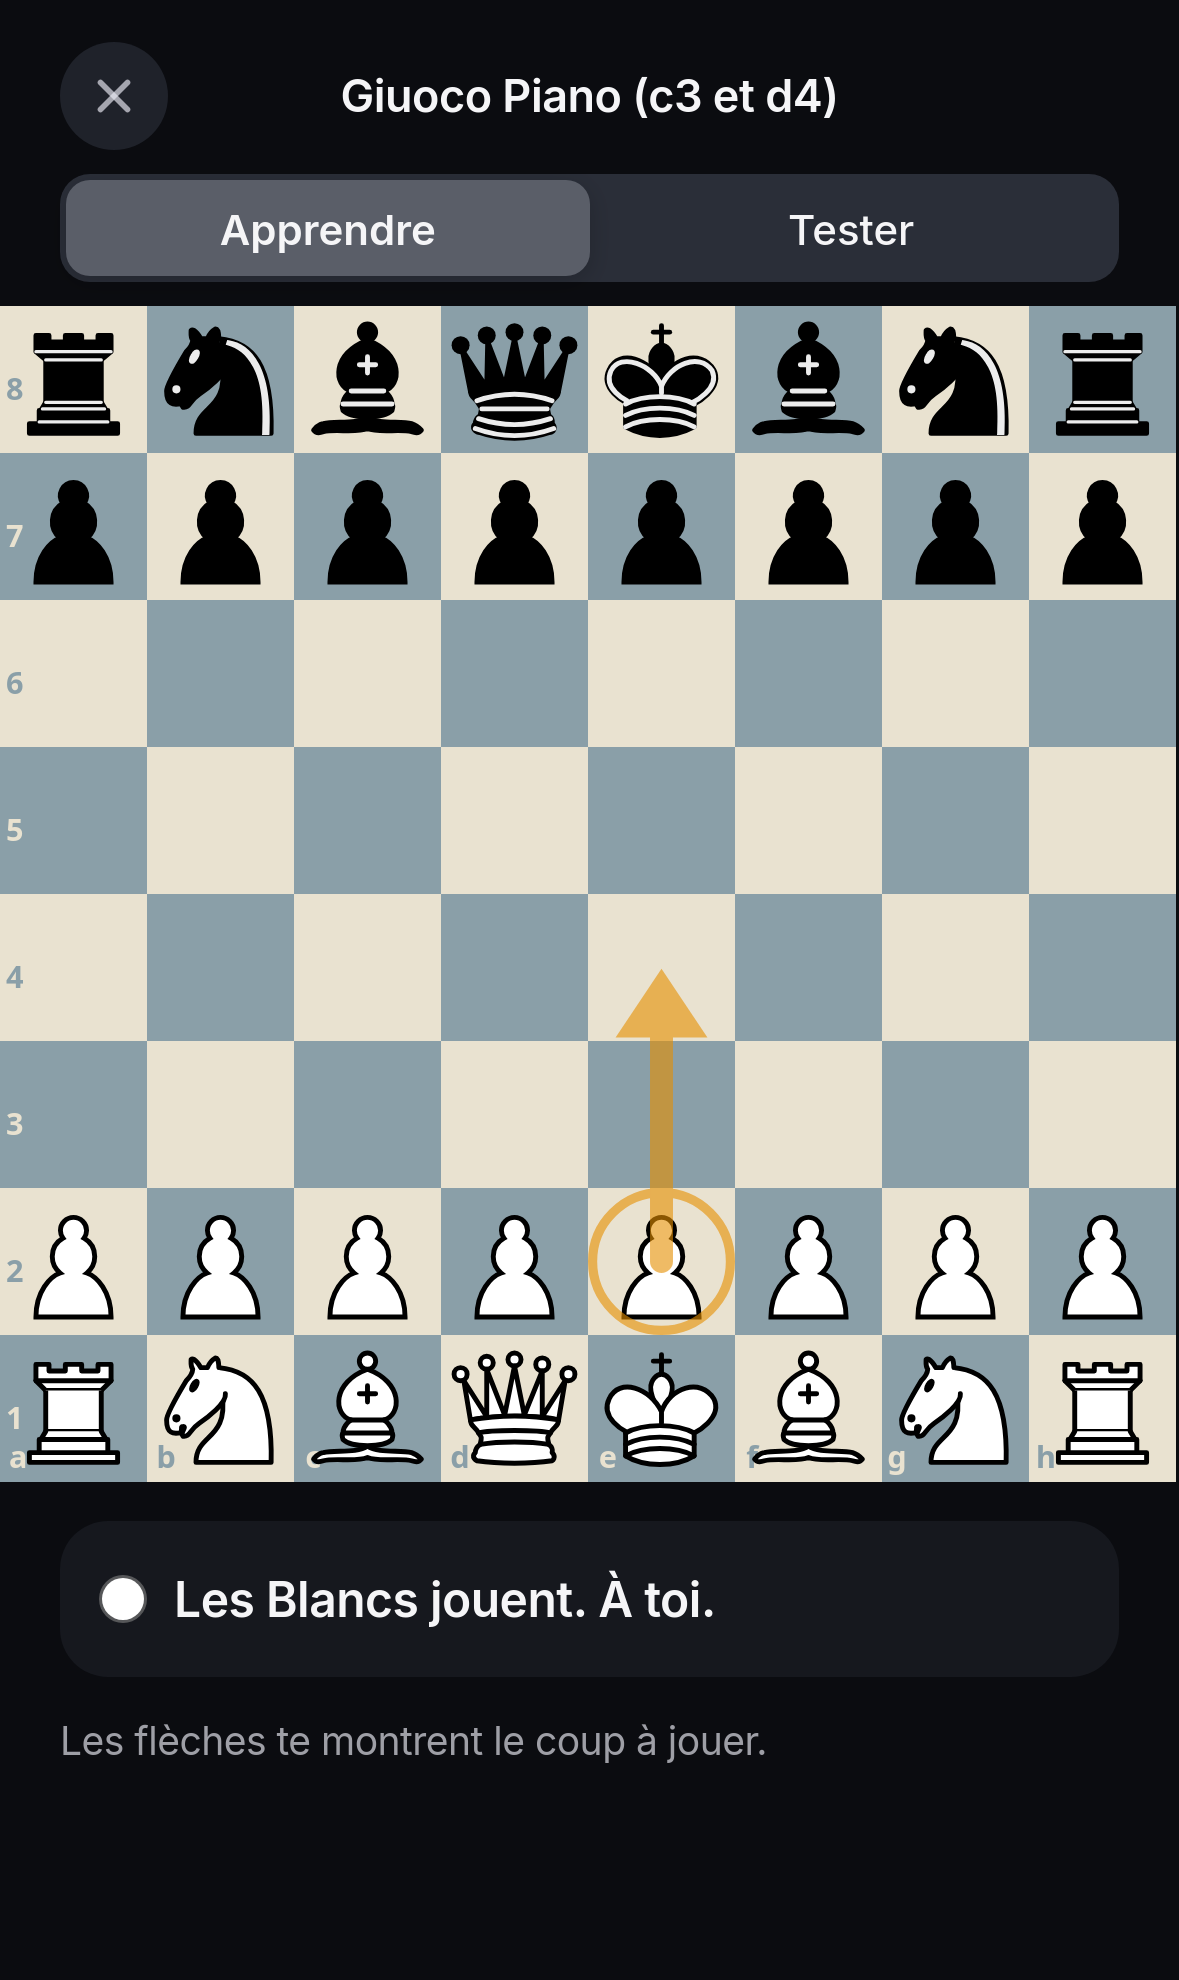 Giuoco Piano (c3 et d4)
Apprendre
Tester
8
7
6
5
4
3
2
1
a b c d e f g h
Les Blancs jouent. À toi.
Les flèches te montrent le coup à jouer.